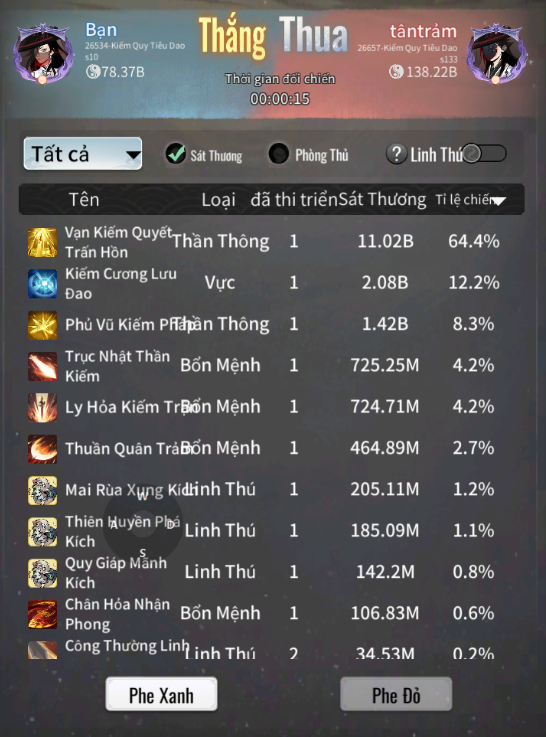 Bạn
26534-Kiếm Quy Tiêu Dao
s10
78.37B
Thắng Thua
Thời gian đối chiến
00:00:15
tântrảm
26657-Kiếm Quy Tiêu Dao
s133
138.22B
Tất cả
Sát Thương
Phòng Thủ
? Linh Thú
Tên Loại đã thi triển Sát Thương Tỉ lệ chiến
Vạn Kiếm Quyết
Trấn Hồn
Thần Thông 1 11.02B 64.4%
Kiếm Cương Lưu
Đao
Vực 1 2.08B 12.2%
Phủ Vũ Kiếm Pháp Thần Thông 1 1.42B 8.3%
Trục Nhật Thần
Kiếm
Bổn Mệnh 1 725.25M 4.2%
Ly Hỏa Kiếm Trận Bổn Mệnh 1 724.71M 4.2%
Thuần Quân Trảm Bổn Mệnh 1 464.89M 2.7%
Mai Rùa Xung Kích Linh Thú 1 205.11M 1.2%
Thiên Huyền Phá
Kích
Linh Thú 1 185.09M 1.1%
Quy Giáp Mãnh
Kích
Linh Thú 1 142.2M 0.8%
Chân Hỏa Nhận
Phong
Bổn Mệnh 1 106.83M 0.6%
Công Thường Linh
Linh Thú 2 34.53M 0.2%
W
A D
S
Phe Xanh
Phe Đỏ